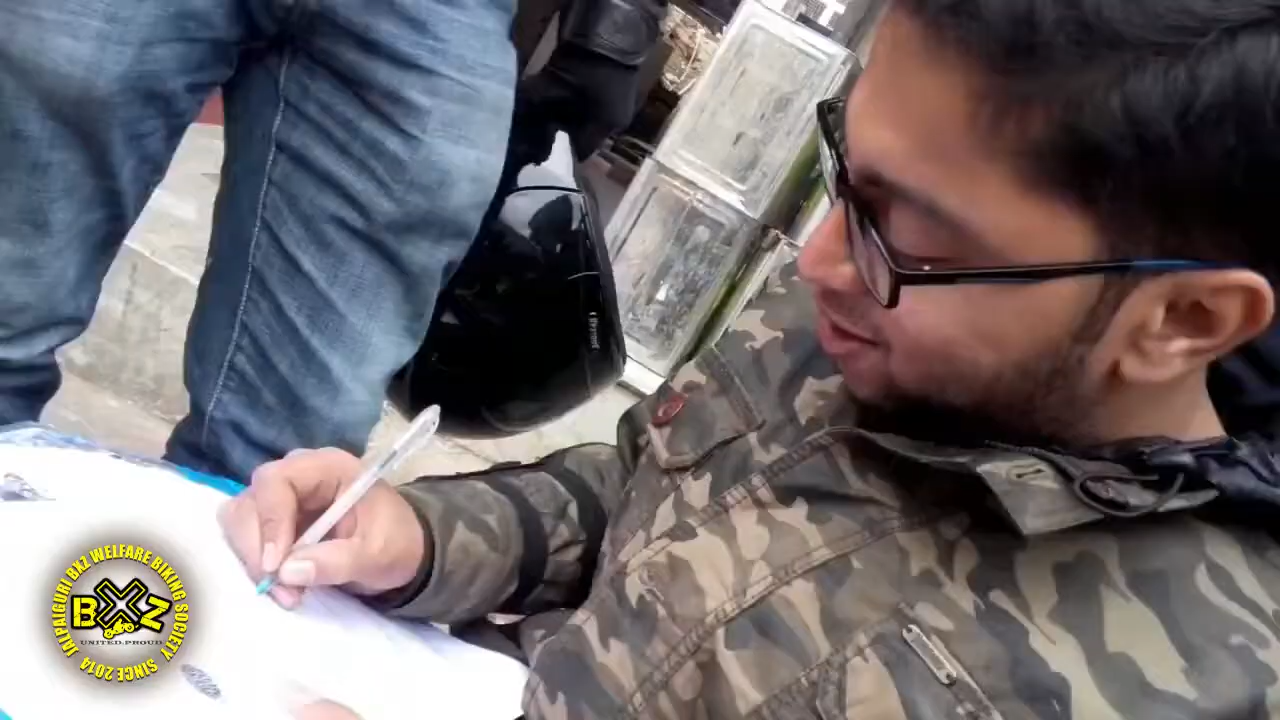 JALPAIGURI BXZ WELFARE BIKING SOCIETY
SINCE 2014
BXZ
UNITED.PROUD